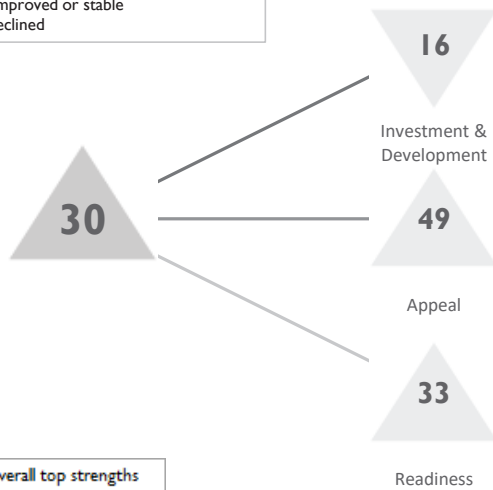 mproved or stable
eclined
16
Investment &
Development
30
49
Appeal
33
Readiness
verall top strengths